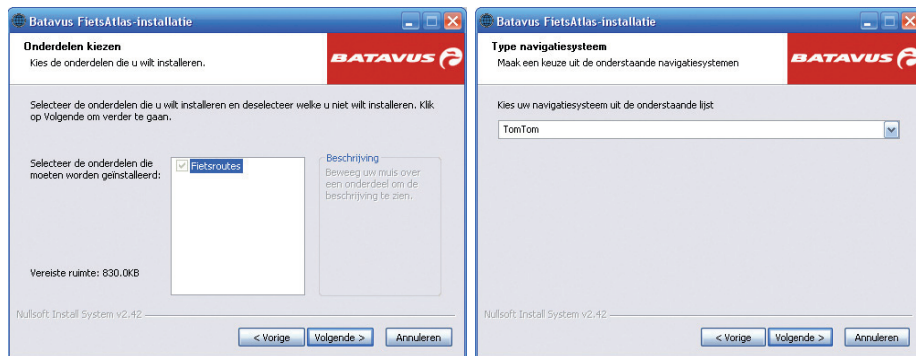 Batavus FietsAtlas-installatie
Onderdelen kiezen
Kies de onderdelen die u wilt installeren.
BATAVUS
Selecteer de onderdelen die u wilt installeren en deselecteer welke u niet wilt installeren. Klik
op Volgende om verder te gaan.
Selecteer de onderdelen die
moeten worden geïnstalleerd:
Fietsroutes
Beschrijving
Beweeg uw muis over
een onderdeel om de
beschrijving te zien.
Vereiste ruimte: 830.0KB
Nullsoft Install System v2.42
< Vorige
Volgende >
Annuleren
Batavus FietsAtlas-installatie
Type navigatiesysteem
Maak een keuze uit de onderstaande navigatiesystemen
BATAVUS
Kies uw navigatiesysteem uit de onderstaande lijst
TomTom
Nullsoft Install System v2.42
< Vorige
Volgende >
Annuleren